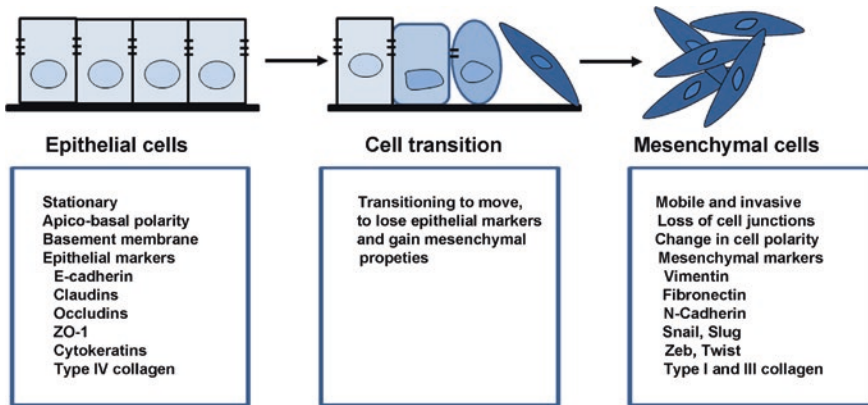 Epithelial cells
Stationary
Apico-basal polarity
Basement membrane
Epithelial markers
E-cadherin
Claudins
Occludins
ZO-1
Cytokeratins
Type IV collagen
Cell transition
Transitioning to move,
to lose epithelial markers
and gain mesenchymal
propeties
Mesenchymal cells
Mobile and invasive
Loss of cell junctions
Change in cell polarity
Mesenchymal markers
Vimentin
Fibronectin
N-Cadherin
Snail, Slug
Zeb, Twist
Type I and III collagen